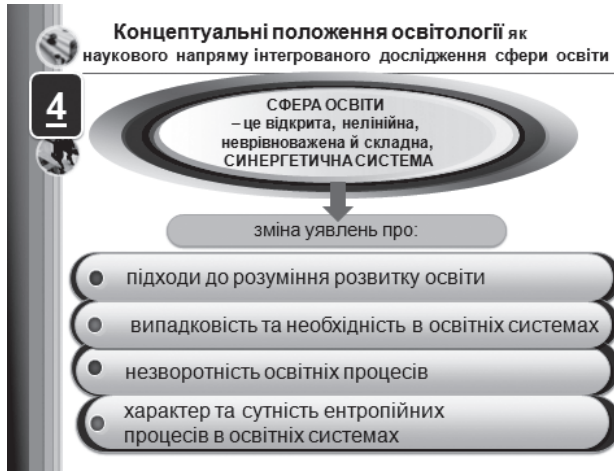 Концептуальні положення освітології як
наукового напряму інтегрованого дослідження сфери освіти
4
СФЕРА ОСВІТИ
– це відкрита, нелінійна,
неврівноважена й складна,
СИНЕРГЕТИЧНА СИСТЕМА
зміна уявлень про:
підходи до розуміння розвитку освіти
випадковість та необхідність в освітніх системах
незворотність освітніх процесів
характер та сутність ентропійних
процесів в освітніх системах